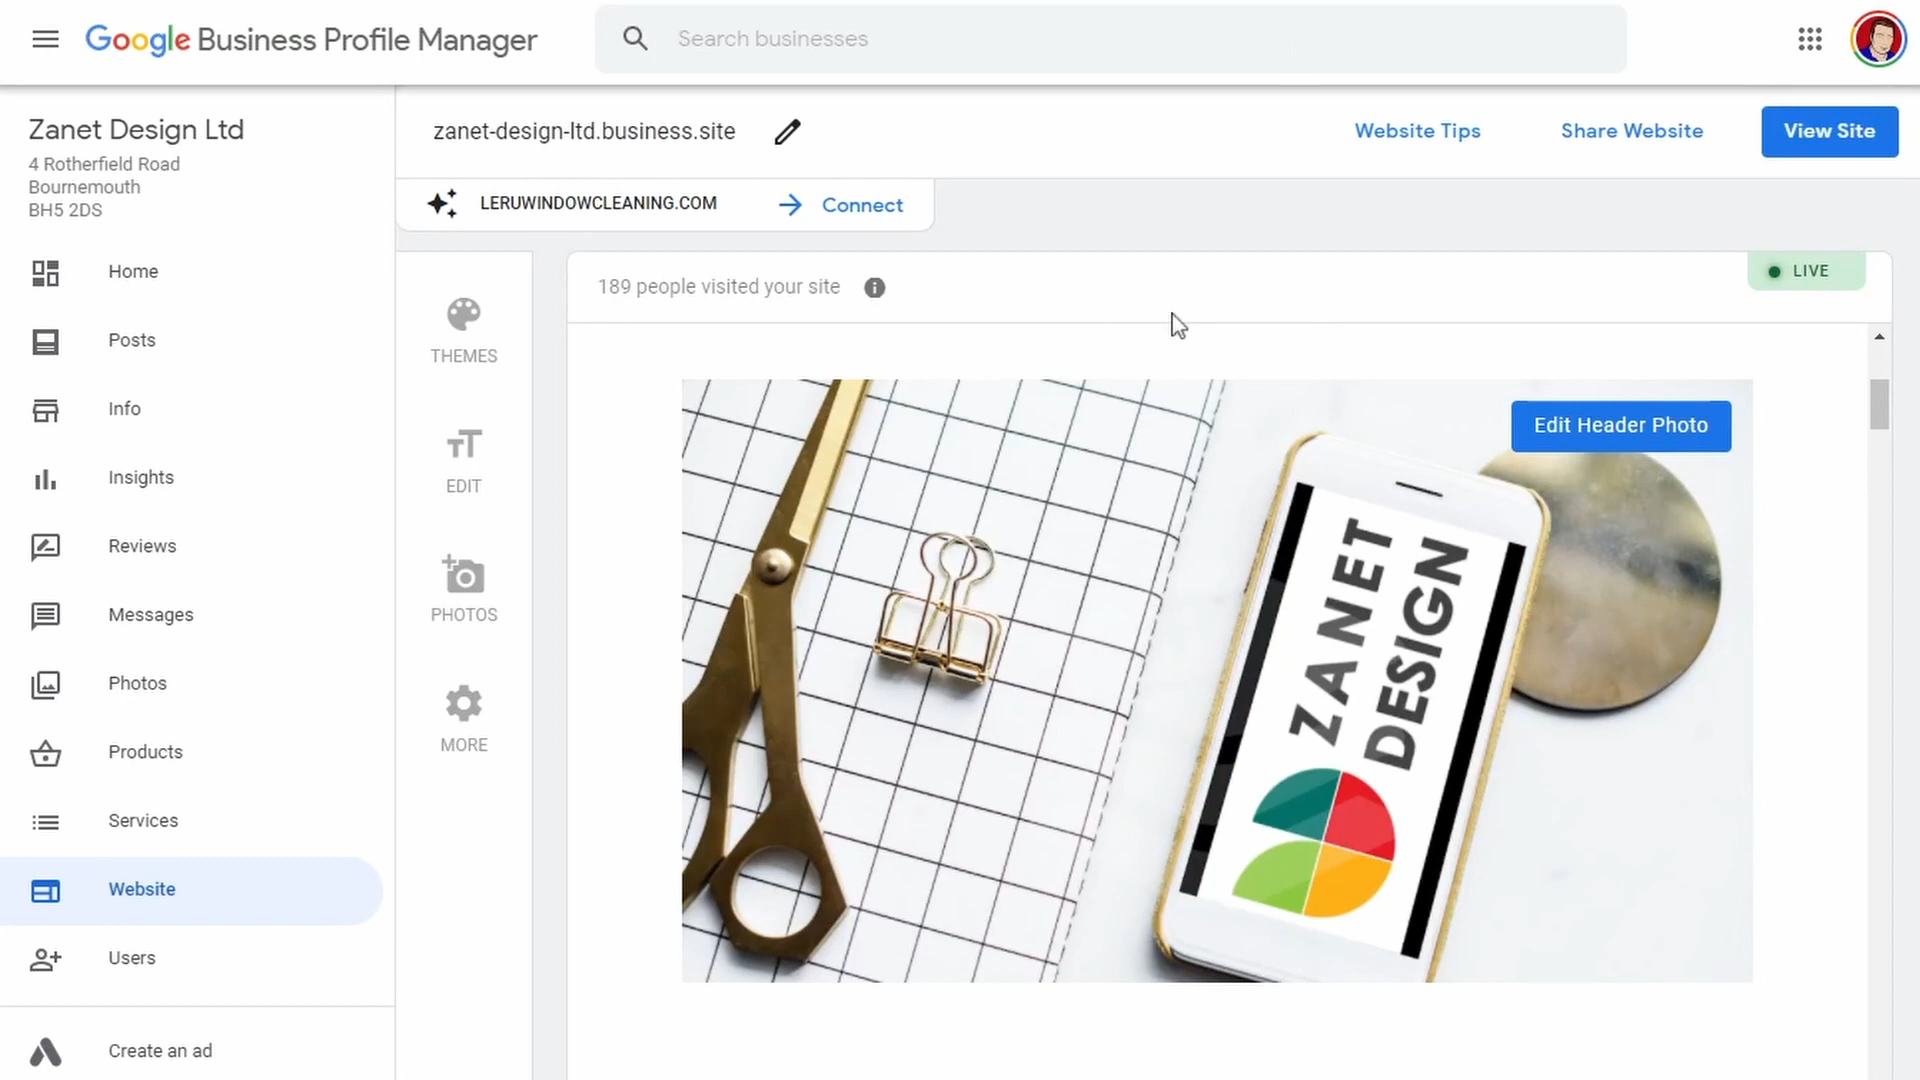 Google Business Profile Manager
Search businesses
Zanet Design Ltd
4 Rotherfield Road
Bournemouth
BH5 2DS
Home
Posts
Info
Insights
Reviews
Messages
Photos
Products
Services
Website
Users
Create an ad
zanet-design-ltd.business.site
Website Tips
Share Website
View Site
LERUWINDOWCLEANING.COM
Connect
THEMES
EDIT
PHOTOS
MORE
189 people visited your site
LIVE
Edit Header Photo
ZANET
DESIGN